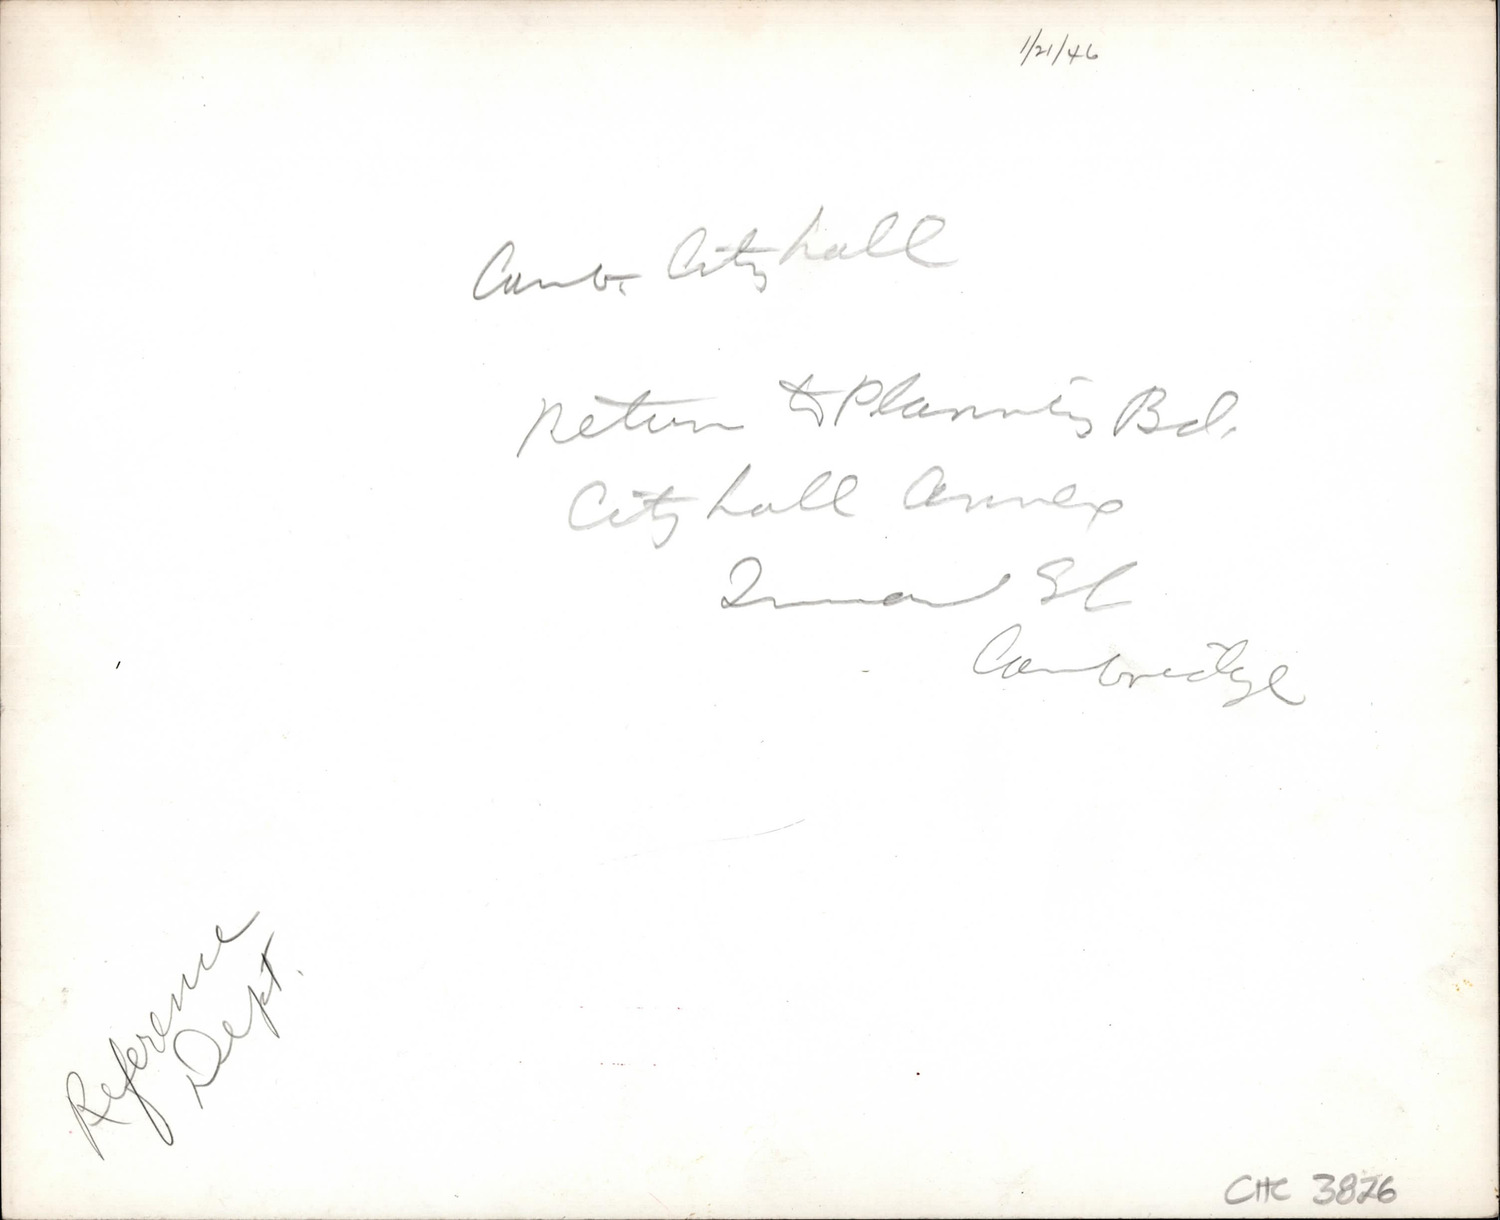 1/21/46
Camb. City hall
Return to Planning Bd.
City hall annex
Inman St
Cambridge
Reference
Dept.
CHC 3826